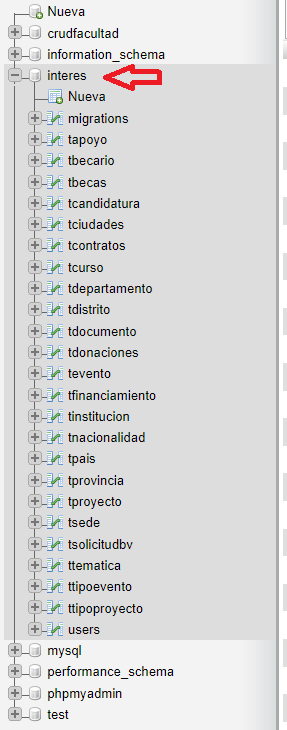 Nueva
crudfacultad
information_schema
interes
Nueva
migrations
tapoyo
tbecario
tbecas
tcandidatura
tciudades
tcontratos
tcurso
tdepartamento
tdistrito
tdocumento
tdonaciones
tevento
tfinanciamiento
tinstitucion
tnacionalidad
tpais
tprovincia
tproyecto
tsede
tsolicitudbv
ttematica
ttipoevento
ttipoproyecto
users
mysql
performance_schema
phpmyadmin
test